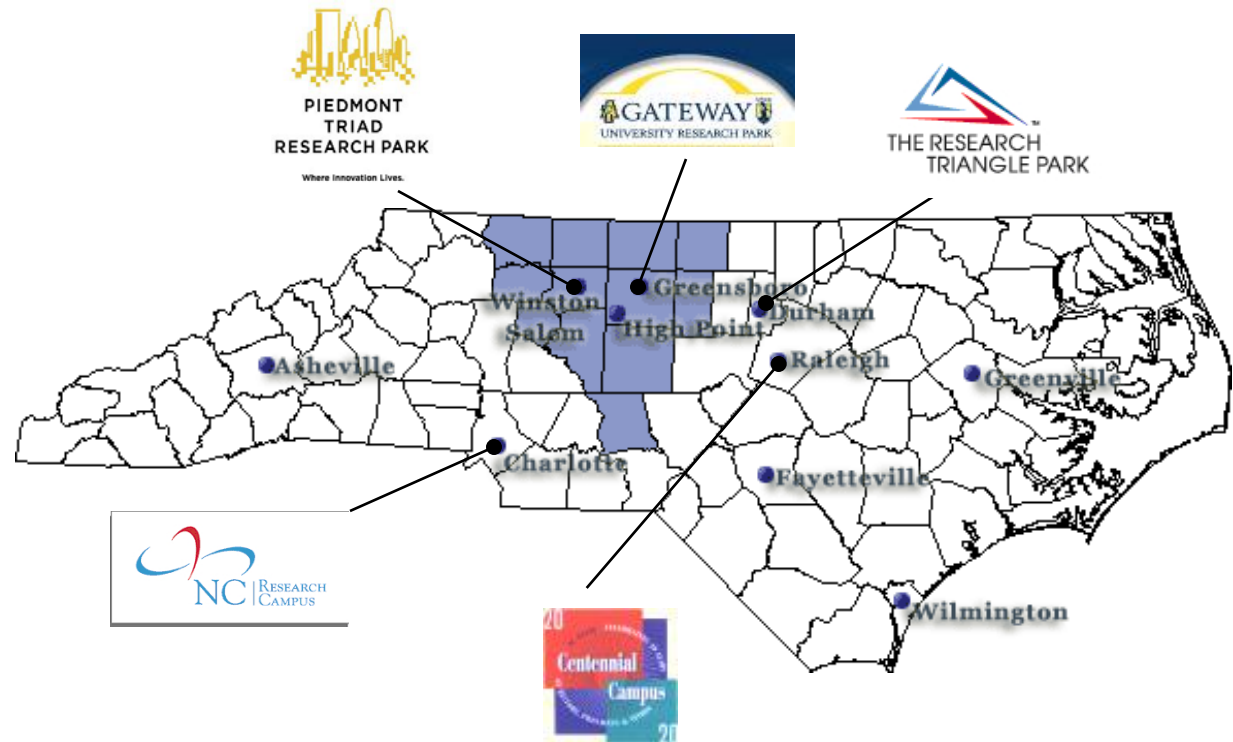 PIEDMONT
TRIAD
RESEARCH PARK
Where Innovation Lives.
GATEWAY
UNIVERSITY RESEARCH PARK
THE RESEARCH
TRIANGLE PARK
TM
Winston
Salem
Greensboro
High Point
Durham
Asheville
Raleigh
Greenville
Charlotte
Fayetteville
Wilmington
NC
RESEARCH
CAMPUS
20
Centennial
Campus
20